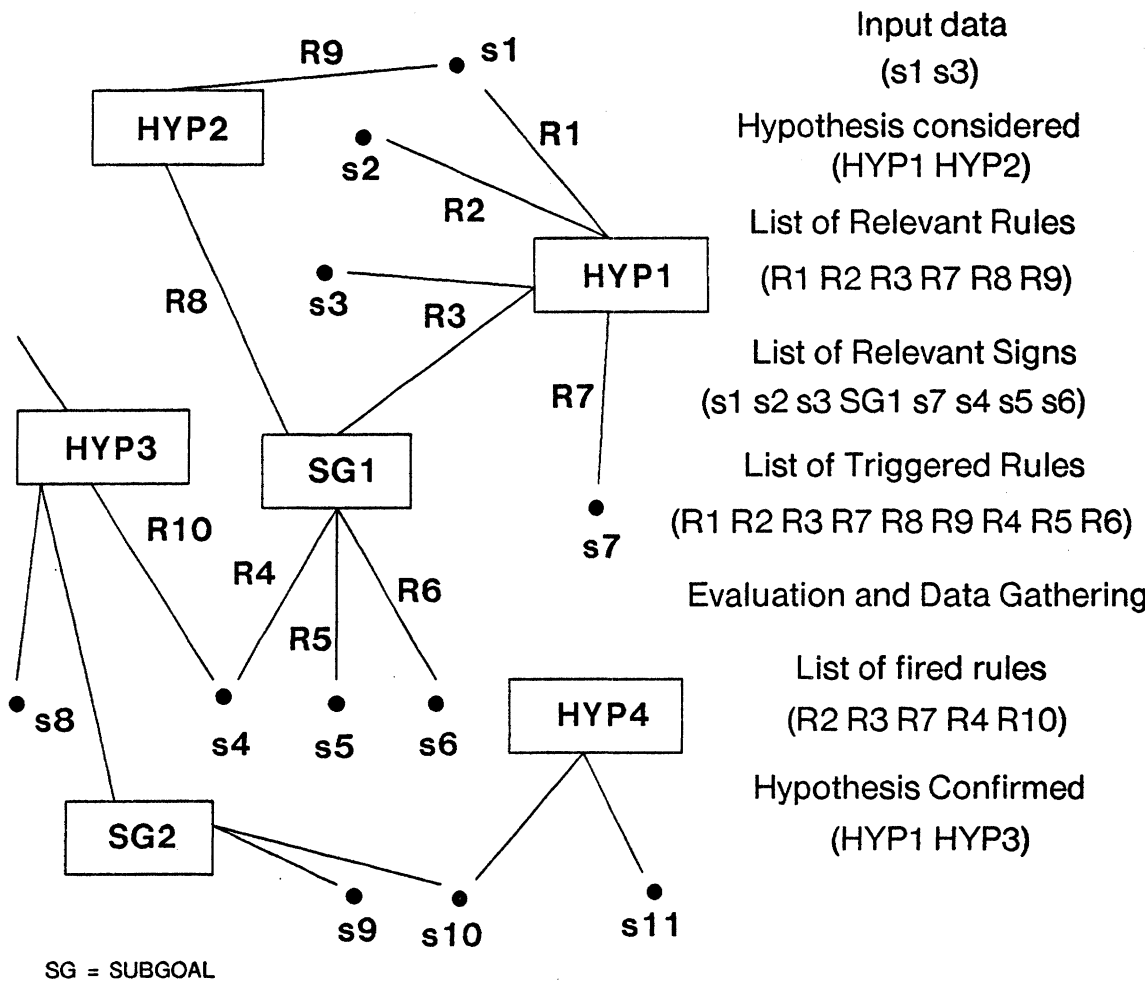 R9
s1
HYP2
s2
R1
R2
s3
HYP1
R8
R3
R7
HYP3
SG1
s7
R10
R4
R5
R6
s8
s4
s5
s6
HYP4
SG2
s9
s10
s11
SG = SUBGOAL
Input data
(s1 s3)
Hypothesis considered
(HYP1 HYP2)
List of Relevant Rules
(R1 R2 R3 R7 R8 R9)
List of Relevant Signs
(s1 s2 s3 SG1 s7 s4 s5 s6)
List of Triggered Rules
(R1 R2 R3 R7 R8 R9 R4 R5 R6)
Evaluation and Data Gathering
List of fired rules
(R2 R3 R7 R4 R10)
Hypothesis Confirmed
(HYP1 HYP3)